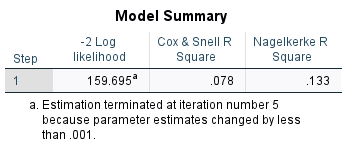 Model Summary
Step -2 Log likelihood Cox & Snell R Square Nagelkerke R Square
1 159.695a .078 .133
a. Estimation terminated at iteration number 5
because parameter estimates changed by less
than .001.